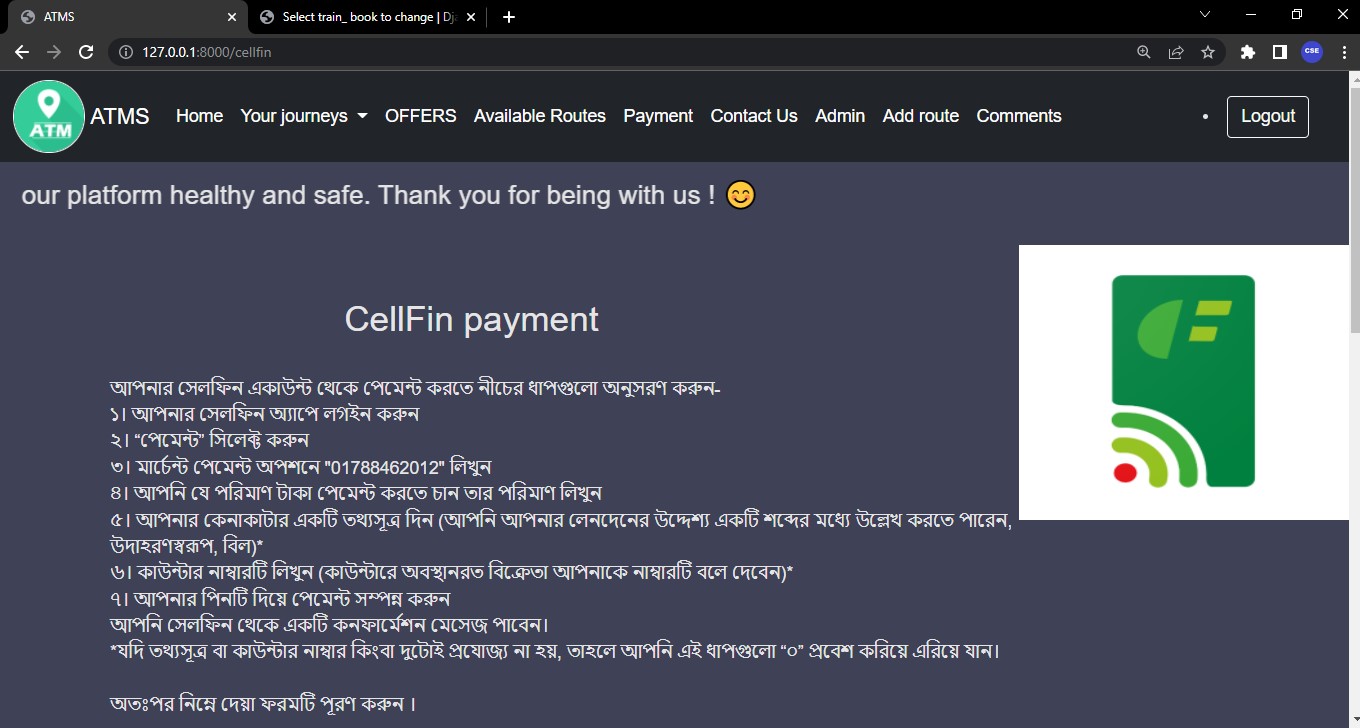 ATMS
Select train_ book to change | Dj
127.0.0.1:8000/cellfin
CSE
ATM
ATMS Home Your journeys OFFERS Available Routes Payment Contact Us Admin Add route Comments Logout
our platform healthy and safe. Thank you for being with us ! 😊
CellFin payment
আপনার সেলফিন একাউন্ট থেকে পেমেন্ট করতে নীচের ধাপগুলো অনুসরণ করুন-
১। আপনার সেলফিন অ্যাপে লগইন করুন
২। “পেমেন্ট” সিলেক্ট করুন
৩। মার্চেন্ট পেমেন্ট অপশনে "01788462012" লিখুন
৪। আপনি যে পরিমাণ টাকা পেমেন্ট করতে চান তার পরিমাণ লিখুন
৫। আপনার কেনাকাটার একটি তথ্যসূত্র দিন (আপনি আপনার লেনদেনের উদ্দেশ্য একটি শব্দের মধ্যে উল্লেখ করতে পারেন,
উদাহরণস্বরূপ, বিল)*
৬। কাউন্টার নাম্বারটি লিখুন (কাউন্টারে অবস্থানরত বিক্রেতা আপনাকে নাম্বারটি বলে দেবেন)*
৭। আপনার পিনটি দিয়ে পেমেন্ট সম্পন্ন করুন
আপনি সেলফিন থেকে একটি কনফার্মেশন মেসেজ পাবেন।
*যদি তথ্যসূত্র বা কাউন্টার নাম্বার কিংবা দুটোই প্রযোজ্য না হয়, তাহলে আপনি এই ধাপগুলো “০” প্রবেশ করিয়ে এরিয়ে যান।
অতঃপর নিম্নে দেয়া ফরমটি পূরণ করুন ।